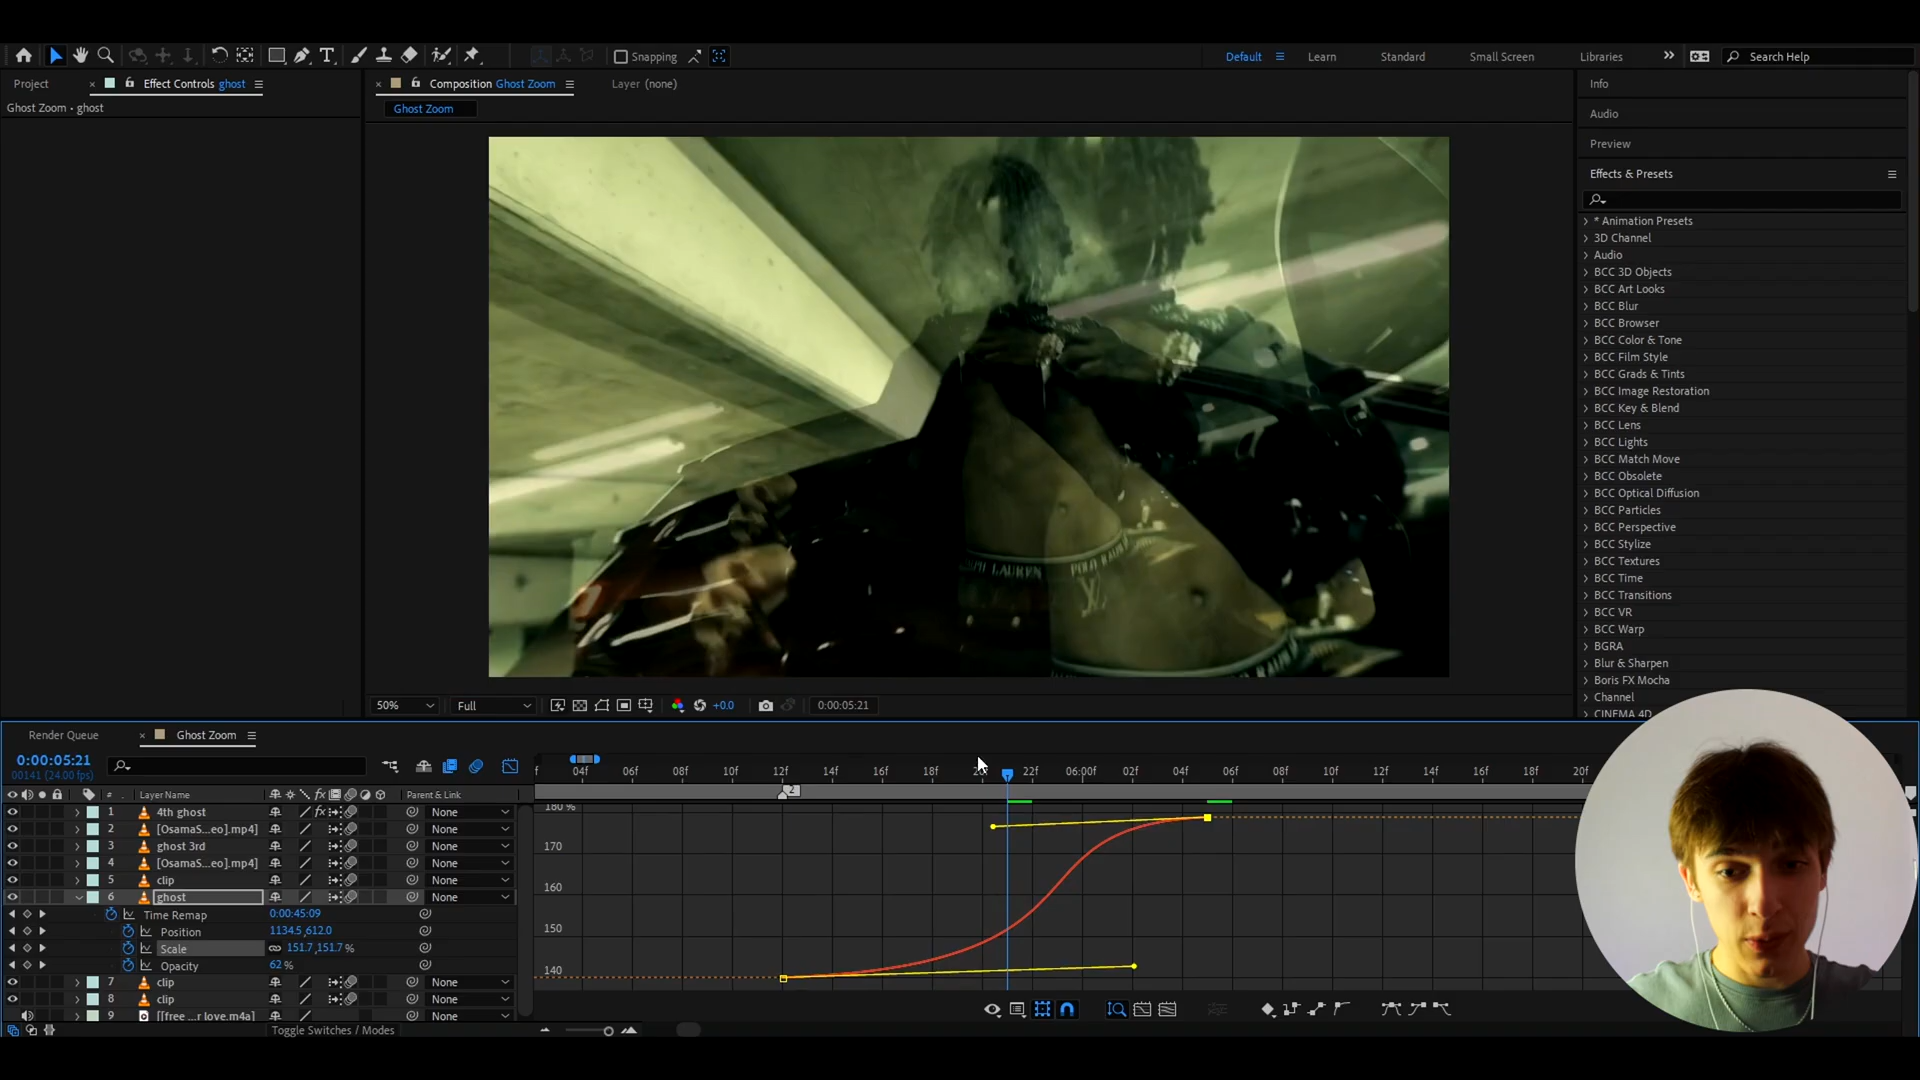 Snapping
Default
Learn
Standard
Small Screen
Libraries
Search Help
Project
Effect Controls ghost
Composition Ghost Zoom
Layer (none)
Info
Ghost Zoom • ghost
Ghost Zoom
Audio
Preview
Effects & Presets
* Animation Presets
3D Channel
Audio
BCC 3D Objects
BCC Art Looks
BCC Blur
BCC Browser
BCC Color & Tone
BCC Film Style
BCC Grads & Tints
BCC Image Restoration
BCC Key & Blend
BCC Lens
BCC Lights
BCC Match Move
BCC Obsolete
BCC Optical Diffusion
BCC Particles
BCC Perspective
BCC Stylize
BCC Textures
BCC Time
BCC Transitions
BCC VR
BCC Warp
BGRA
Blur & Sharpen
Boris FX Mocha
Channel
CINEMA 4D
LAUREN
POLO RALPH
50%
Full
+0.0
0:00:05:21
Render Queue
Ghost Zoom
0:00:05:21
00141 (24.00 fps)
f 04f 06f 08f 10f 12f 14f 16f 18f 20f 22f 06:00f 02f 04f 06f 08f 10f 12f 14f 16f 18f 20f
# . Layer Name
Parent & Link
2
1 4th ghost None
2 [OsamaS...eo].mp4] None
3 ghost 3rd None
4 [OsamaS...eo].mp4] None
5 clip None
6 ghost None
Time Remap 0:00:45:09
Position 1134.5,612.0
Scale 151.7,151.7 %
Opacity 62 %
7 clip None
8 clip None
9 [[free ...r love.m4a] None
180 %
170
160
150
140
Toggle Switches / Modes